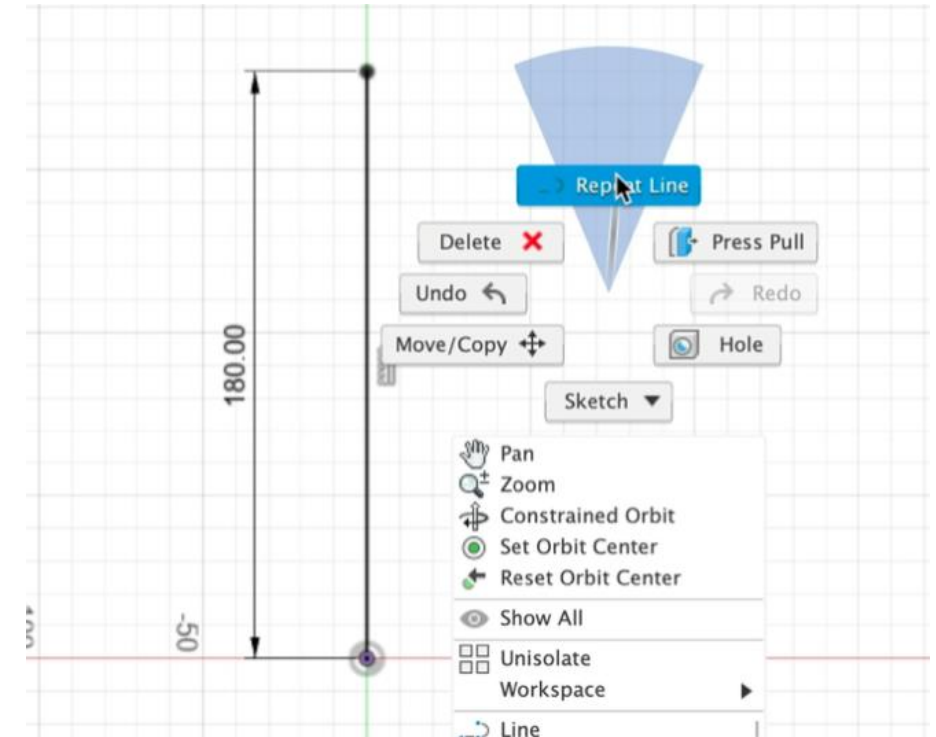 Repeat Line
Delete
Press Pull
Undo
Redo
Move/Copy
Hole
180.00
Sketch
Pan
Zoom
Constrained Orbit
Set Orbit Center
Reset Orbit Center
Show All
-50
Unisolate
Workspace
Line